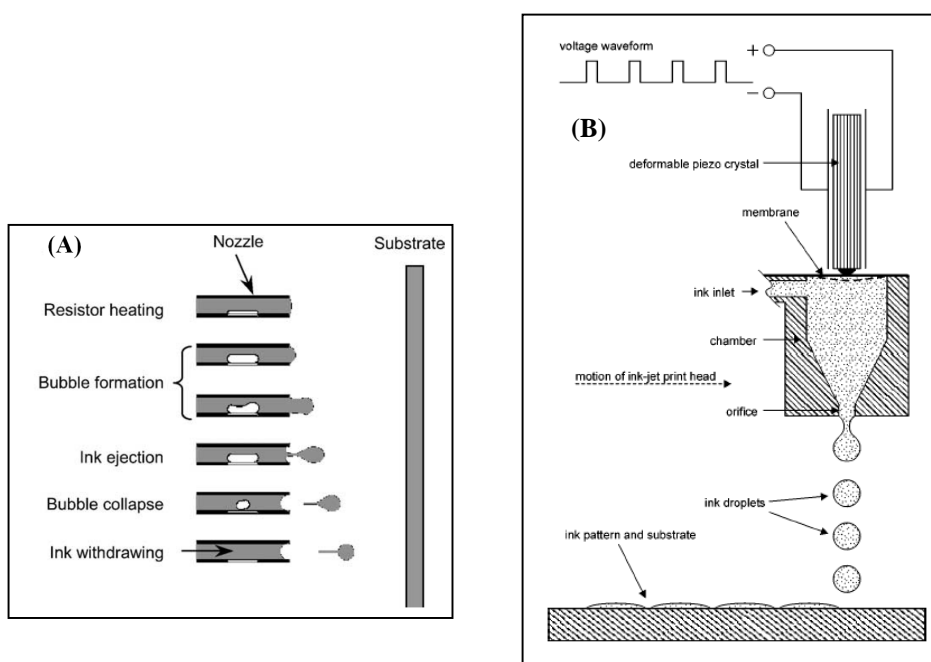 (A)
Nozzle
Substrate
Resistor heating
Bubble formation
Ink ejection
Bubble collapse
Ink withdrawing
voltage waveform
+
−
(B)
deformable piezo crystal
membrane
ink inlet
chamber
motion of ink-jet print head
orifice
ink droplets
ink pattern and substrate